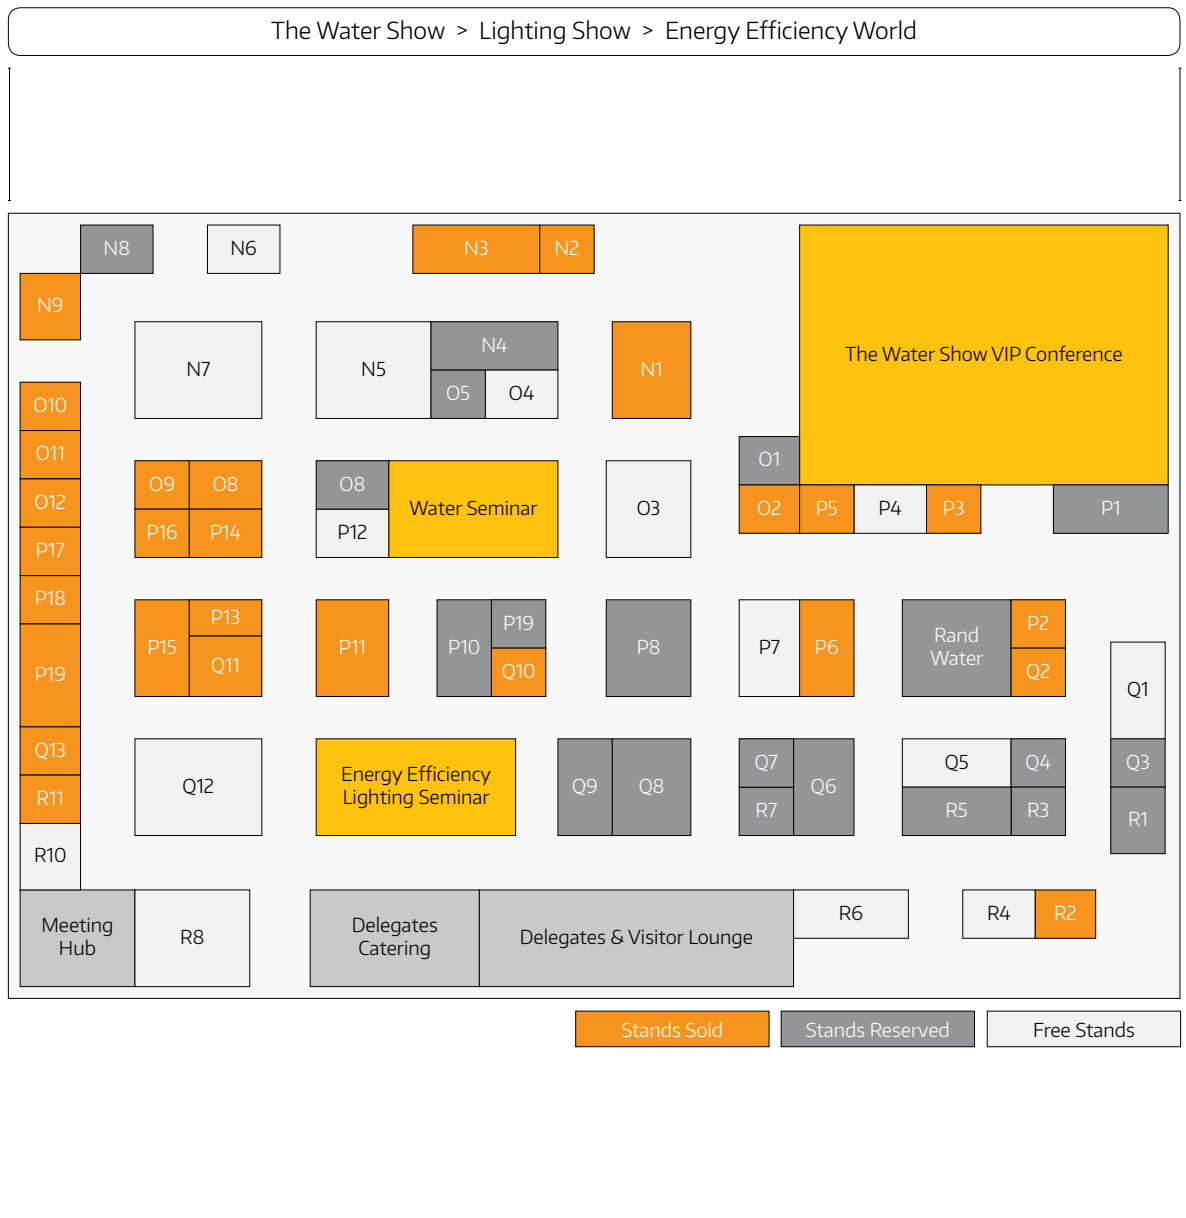 The Water Show > Lighting Show > Energy Efficiency World
N8
N6
N3
N2
N9
The Water Show VIP Conference
N7
N5
N4
O5
O4
N1
O10
O11
O12
P17
P18
P19
Q13
R11
R10
O9
O8
P16
P14
O8
P12
Water Seminar
O3
O1
O2
P5
P4
P3
P1
P15
P13
Q11
P11
P10
P19
Q10
P8
P7
P6
Rand
Water
P2
Q2
Q1
Q3
R1
Q12
Energy Efficiency
Lighting Seminar
Q9
Q8
Q7
R7
Q6
Q5
Q4
R5
R3
Meeting
Hub
R8
Delegates
Catering
Delegates & Visitor Lounge
R6
R4
R2
Stands Sold
Stands Reserved
Free Stands